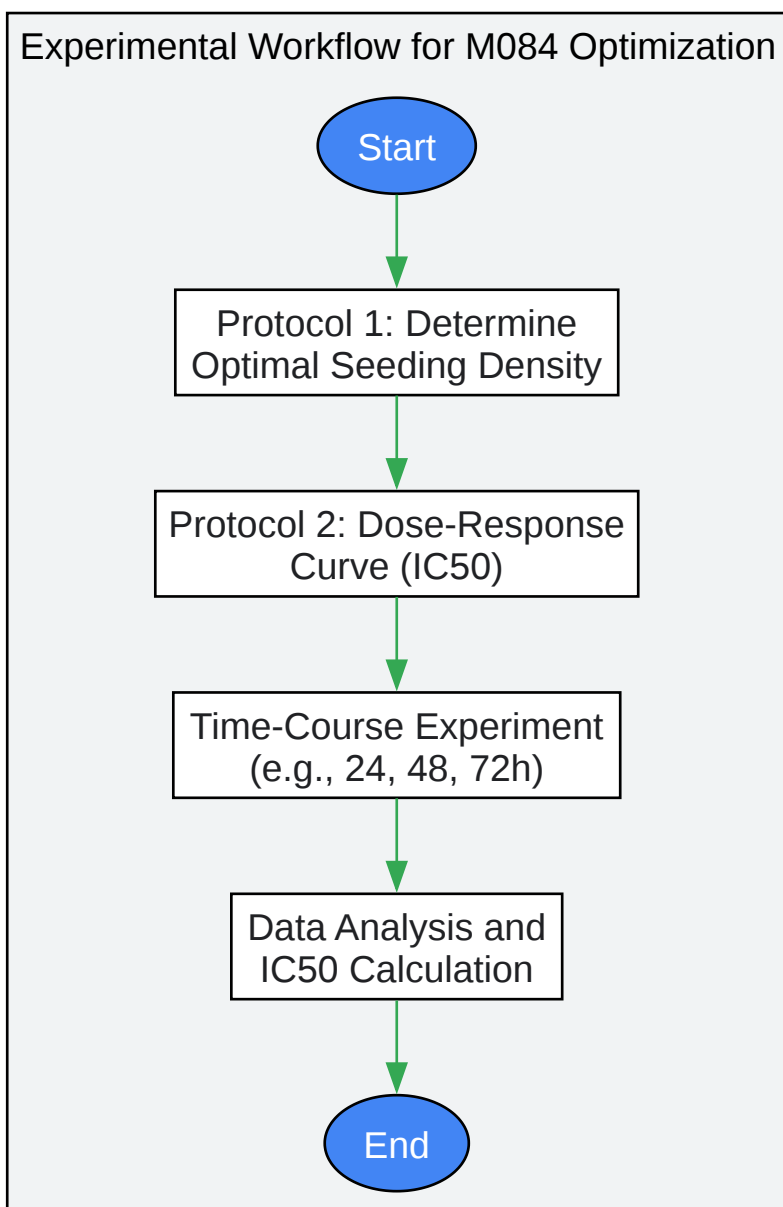 Experimental Workflow for M084 Optimization
Start
Protocol 1: Determine
Optimal Seeding Density
Protocol 2: Dose-Response
Curve (IC50)
Time-Course Experiment
(e.g., 24, 48, 72h)
Data Analysis and
IC50 Calculation
End